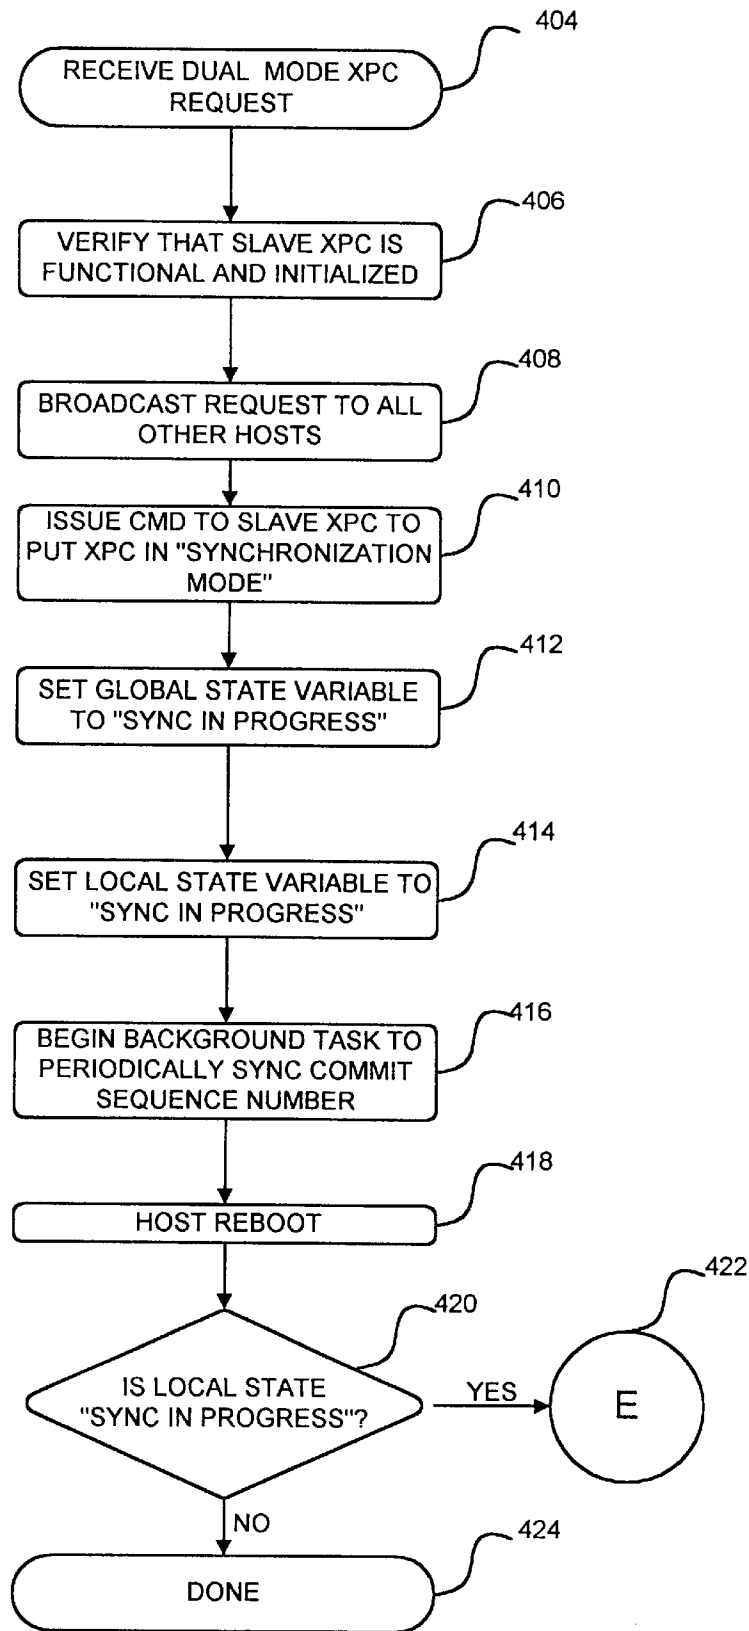 404
RECEIVE DUAL MODE XPC
REQUEST
406
VERIFY THAT SLAVE XPC IS
FUNCTIONAL AND INITIALIZED
408
BROADCAST REQUEST TO ALL
OTHER HOSTS
410
ISSUE CMD TO SLAVE XPC TO
PUT XPC IN "SYNCHRONIZATION
MODE"
412
SET GLOBAL STATE VARIABLE
TO "SYNC IN PROGRESS"
414
SET LOCAL STATE VARIABLE TO
"SYNC IN PROGRESS"
416
BEGIN BACKGROUND TASK TO
PERIODICALLY SYNC COMMIT
SEQUENCE NUMBER
418
HOST REBOOT
422
420
IS LOCAL STATE
"SYNC IN PROGRESS"?
YES
E
NO
424
DONE